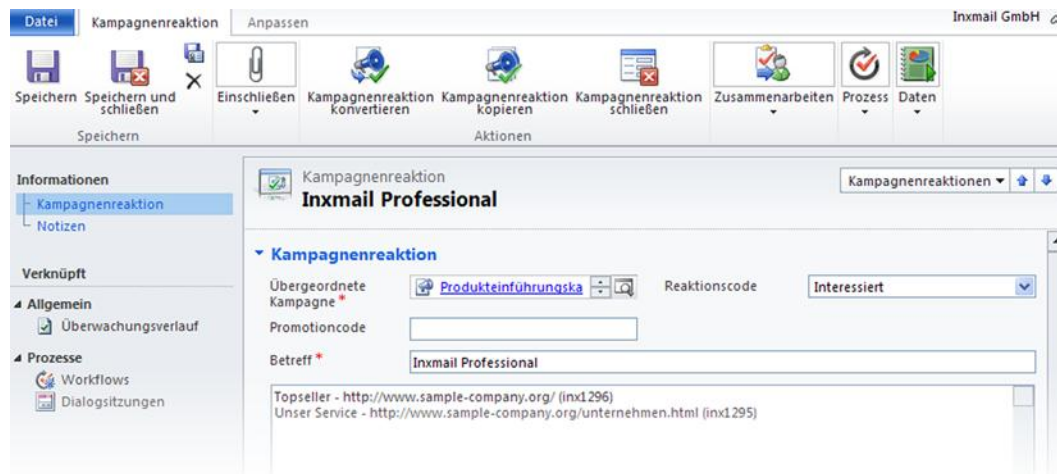 Datei Kampagnenreaktion Anpassen Inxmail GmbH
Speichern Speichern und schließen Einschließen Kampagnenreaktion konvertieren Kampagnenreaktion kopieren Kampagnenreaktion schließen Zusammenarbeiten Prozess Daten
Speichern Aktionen
Informationen
Kampagnenreaktion
Notizen
Verknüpft
Allgemein
Überwachungsverlauf
Prozesse
Workflows
Dialogsitzungen
Kampagnenreaktion
Inxmail Professional
Kampagnenreaktionen
Kampagnenreaktion
Übergeordnete Kampagne * Produkteinführungska Reaktionscode Interessiert
Promotioncode
Betreff * Inxmail Professional
Topseller - http://www.sample-company.org/ (inx1296)
Unser Service - http://www.sample-company.org/unternehmen.html (inx1295)